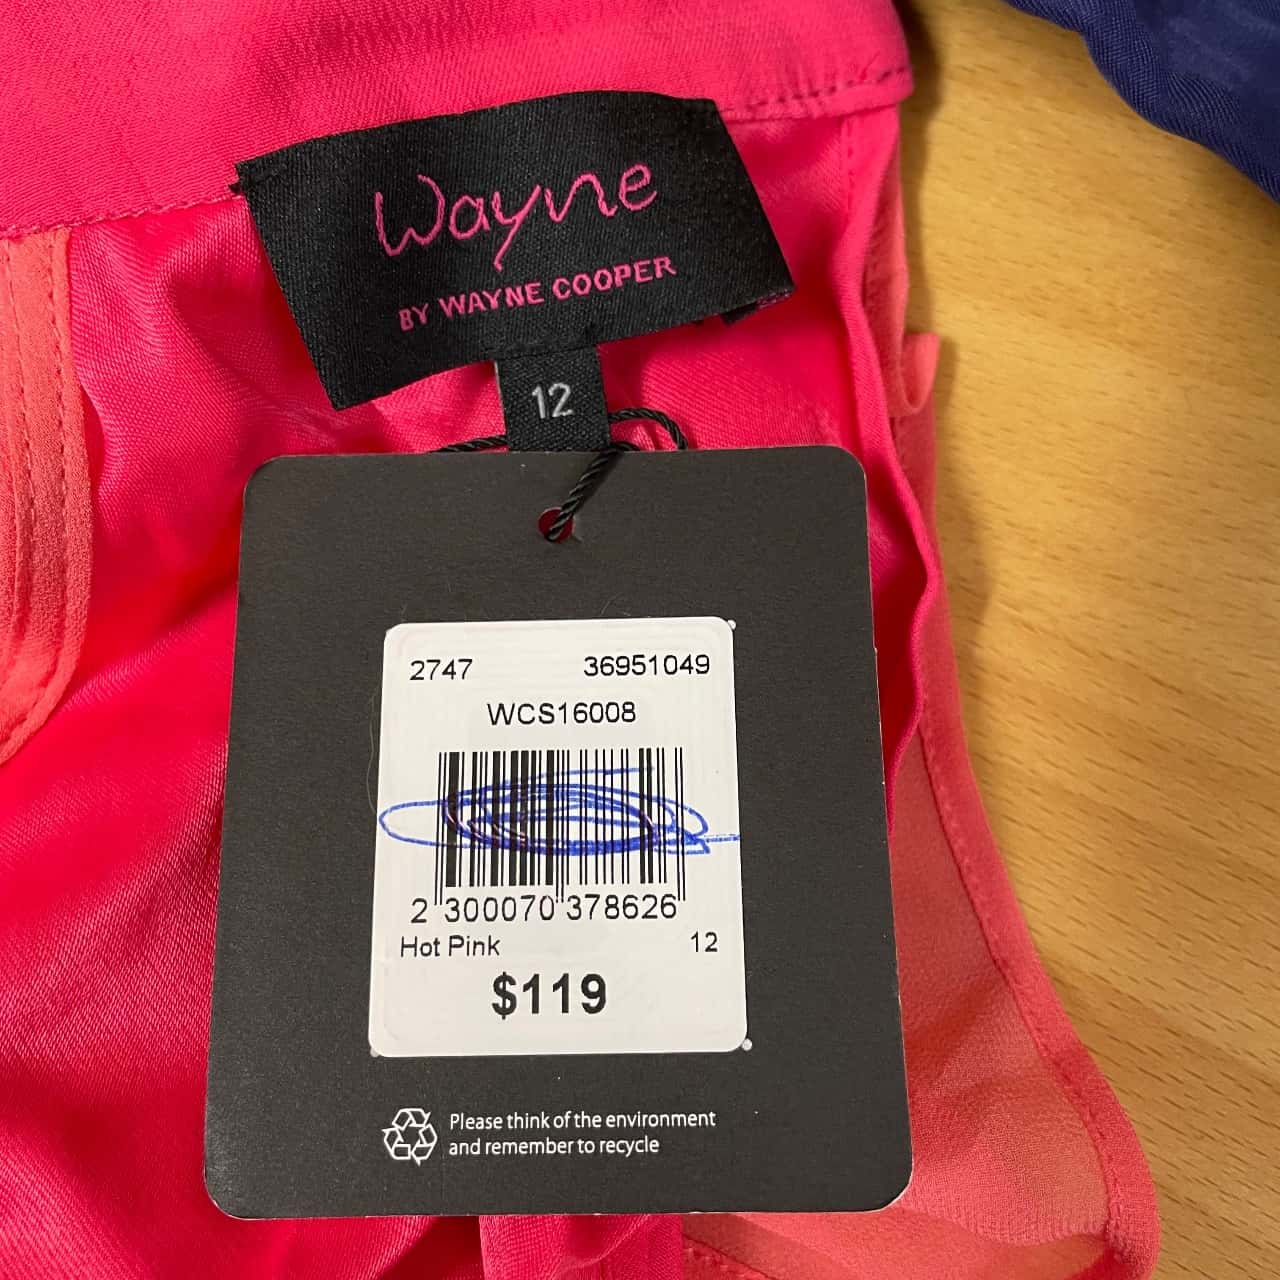 Wayne
BY WAYNE COOPER
12
2747 36951049
WCS16008
2 300070 378626
Hot Pink 12
$119
Please think of the environment
and remember to recycle